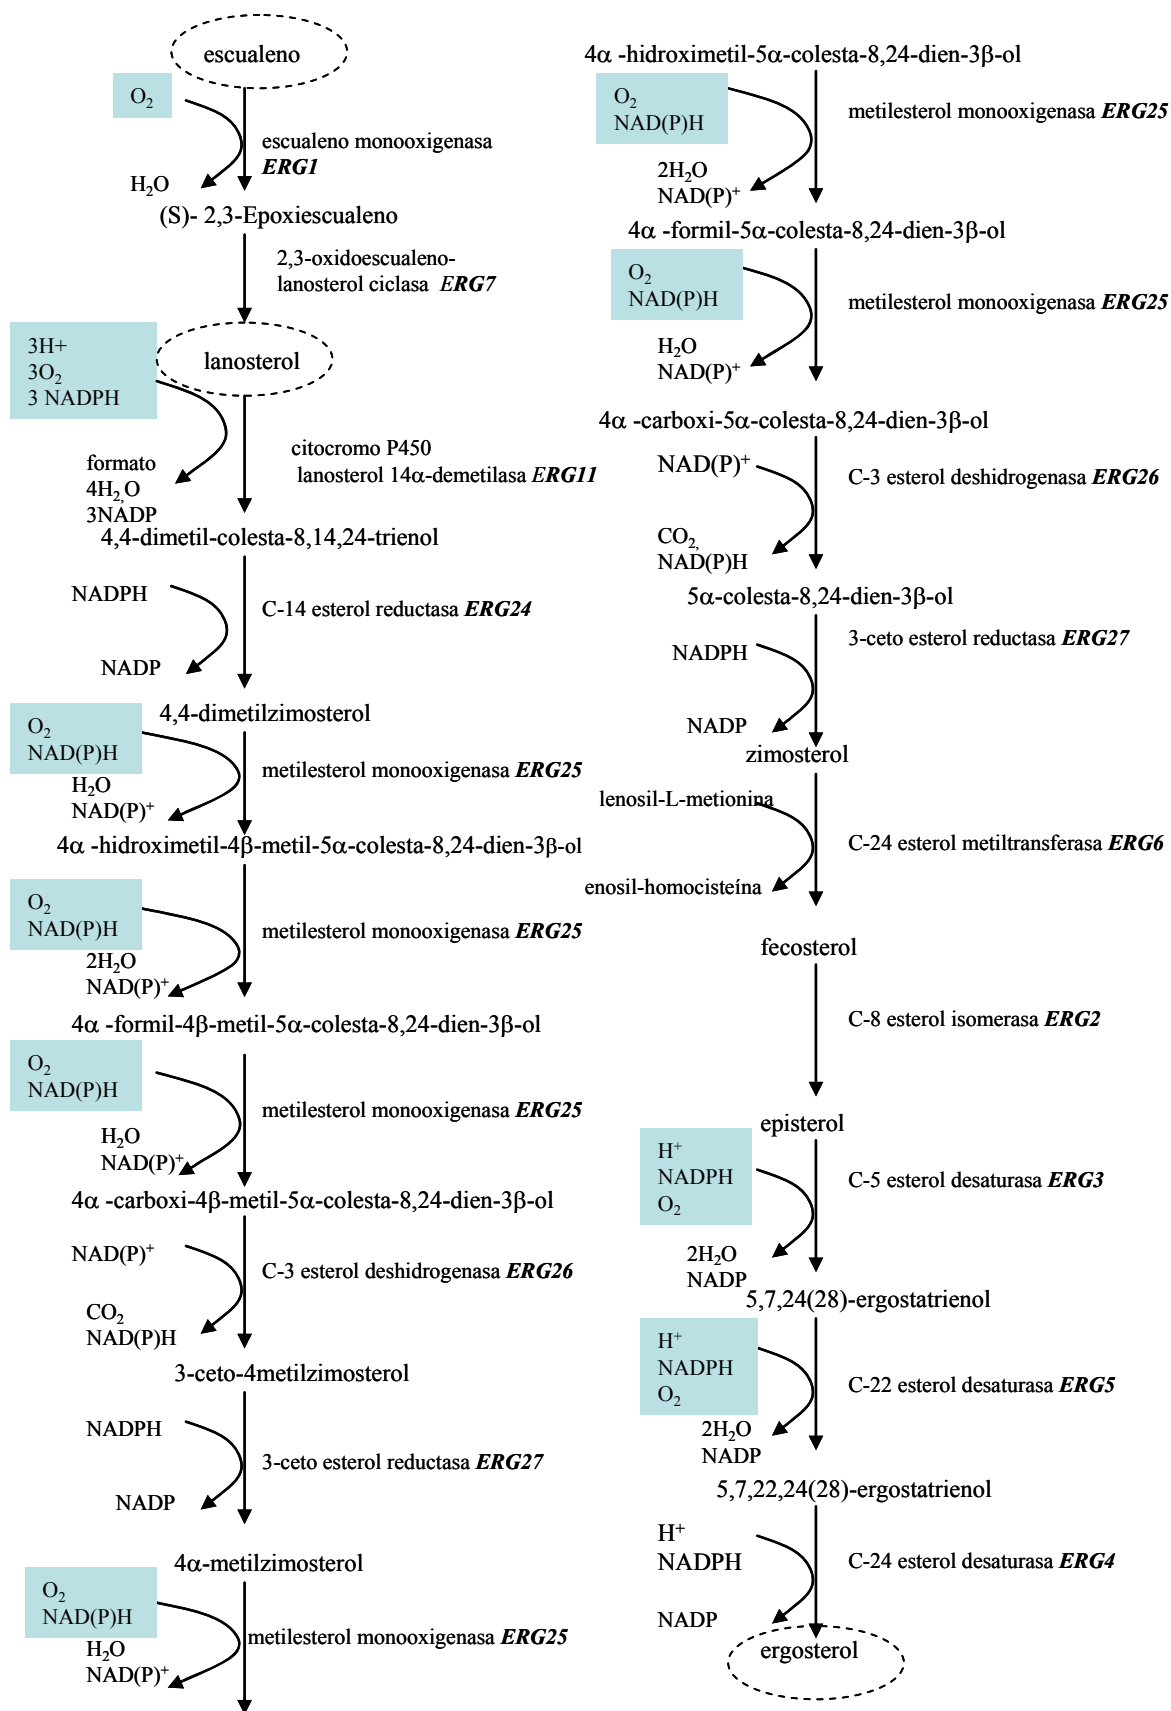 escualeno
O₂
escualeno monooxigenasa
ERG1
H₂O
(S)- 2,3-Epoxiescualeno
2,3-oxidoescualeno-
lanosterol ciclasa ERG7
3H+
3O₂
3 NADPH
lanosterol
citocromo P450
lanosterol 14α-demetilasa ERG11
formato
4H₂O
3NADP
4,4-dimetil-colesta-8,14,24-trienol
NADPH
C-14 esterol reductasa ERG24
NADP
4,4-dimetilzimosterol
O₂
NAD(P)H
metilesterol monooxigenasa ERG25
H₂O
NAD(P)⁺
4α -hidroximetil-4β-metil-5α-colesta-8,24-dien-3β-ol
O₂
NAD(P)H
metilesterol monooxigenasa ERG25
2H₂O
NAD(P)⁺
4α -formil-4β-metil-5α-colesta-8,24-dien-3β-ol
O₂
NAD(P)H
metilesterol monooxigenasa ERG25
H₂O
NAD(P)⁺
4α -carboxi-4β-metil-5α-colesta-8,24-dien-3β-ol
NAD(P)⁺
C-3 esterol deshidrogenasa ERG26
CO₂
NAD(P)H
3-ceto-4metilzimosterol
NADPH
3-ceto esterol reductasa ERG27
NADP
4α-metilzimosterol
O₂
NAD(P)H
metilesterol monooxigenasa ERG25
H₂O
NAD(P)⁺
4α -hidroximetil-5α-colesta-8,24-dien-3β-ol
O₂
NAD(P)H
metilesterol monooxigenasa ERG25
2H₂O
NAD(P)⁺
4α -formil-5α-colesta-8,24-dien-3β-ol
O₂
NAD(P)H
metilesterol monooxigenasa ERG25
H₂O
NAD(P)⁺
4α -carboxi-5α-colesta-8,24-dien-3β-ol
NAD(P)⁺
C-3 esterol deshidrogenasa ERG26
CO₂,
NAD(P)H
5α-colesta-8,24-dien-3β-ol
3-ceto esterol reductasa ERG27
NADPH
NADP
zimosterol
lenosil-L-metionina
C-24 esterol metiltransferasa ERG6
enosil-homocisteína
fecosterol
C-8 esterol isomerasa ERG2
episterol
H⁺
NADPH
O₂
C-5 esterol desaturasa ERG3
2H₂O
NADP
5,7,24(28)-ergostatrienol
H⁺
NADPH
O₂
C-22 esterol desaturasa ERG5
2H₂O
NADP
5,7,22,24(28)-ergostatrienol
H⁺
NADPH
C-24 esterol desaturasa ERG4
NADP
ergosterol